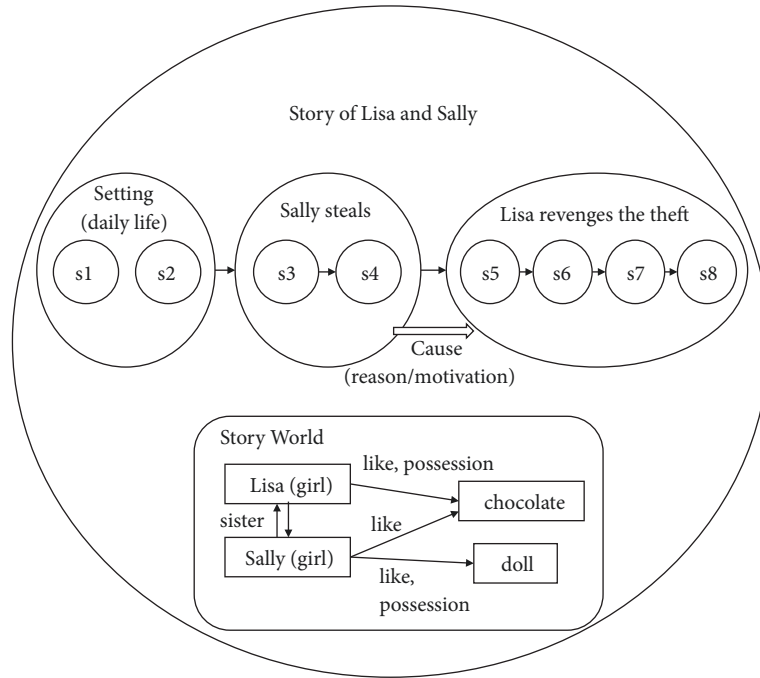 Story of Lisa and Sally
Setting
(daily life)
s1
s2
Sally steals
s3
s4
Lisa revenges the theft
s5
s6
s7
s8
Cause
(reason/motivation)
Story World
Lisa (girl)
like, possession
chocolate
sister
like
Sally (girl)
doll
like,
possession